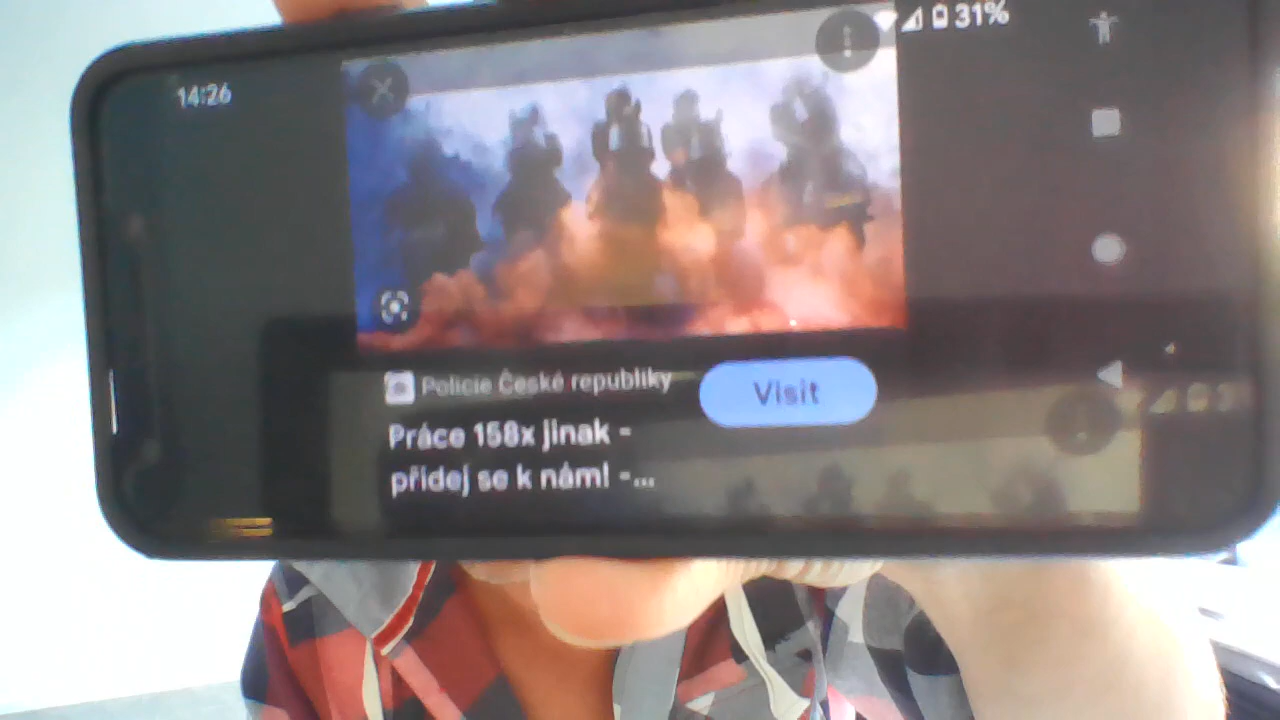 14:26
31%
Policie České republiky
Visit
Práce 158x jinak -
přidej se k nám! -...